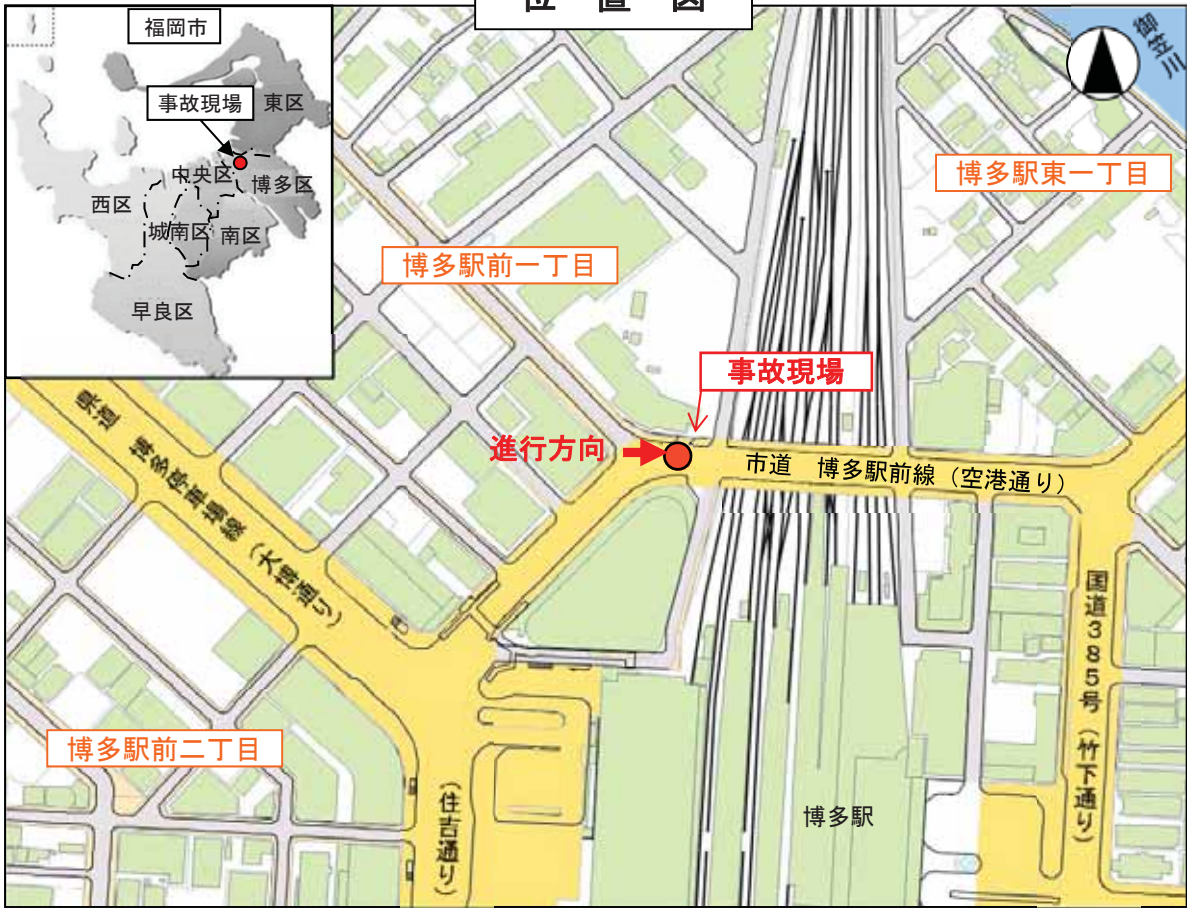 位置図
福岡市
事故現場
東区
中央区
博多区
西区
城南区
南区
早良区
御笠川
博多駅東一丁目
博多駅前一丁目
事故現場
進行方向
市道 博多駅前線（空港通り）
県道 博多停車場線（大博通り）
国道385号（竹下通り）
博多駅前二丁目
（住吉通り）
博多駅